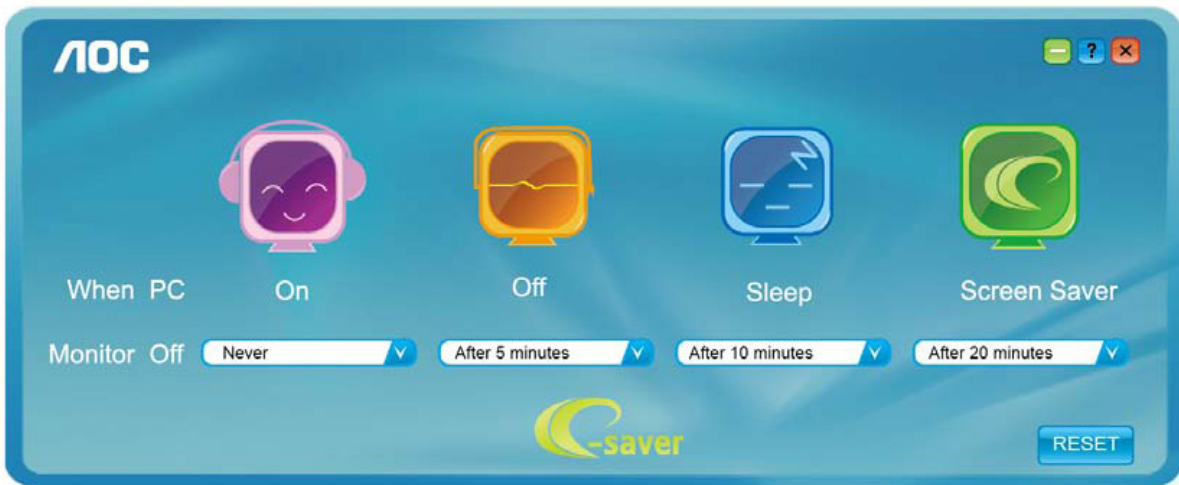 AOC
?
When PC On Off Sleep Screen Saver
Monitor Off Never After 5 minutes After 10 minutes After 20 minutes
e-saver
RESET